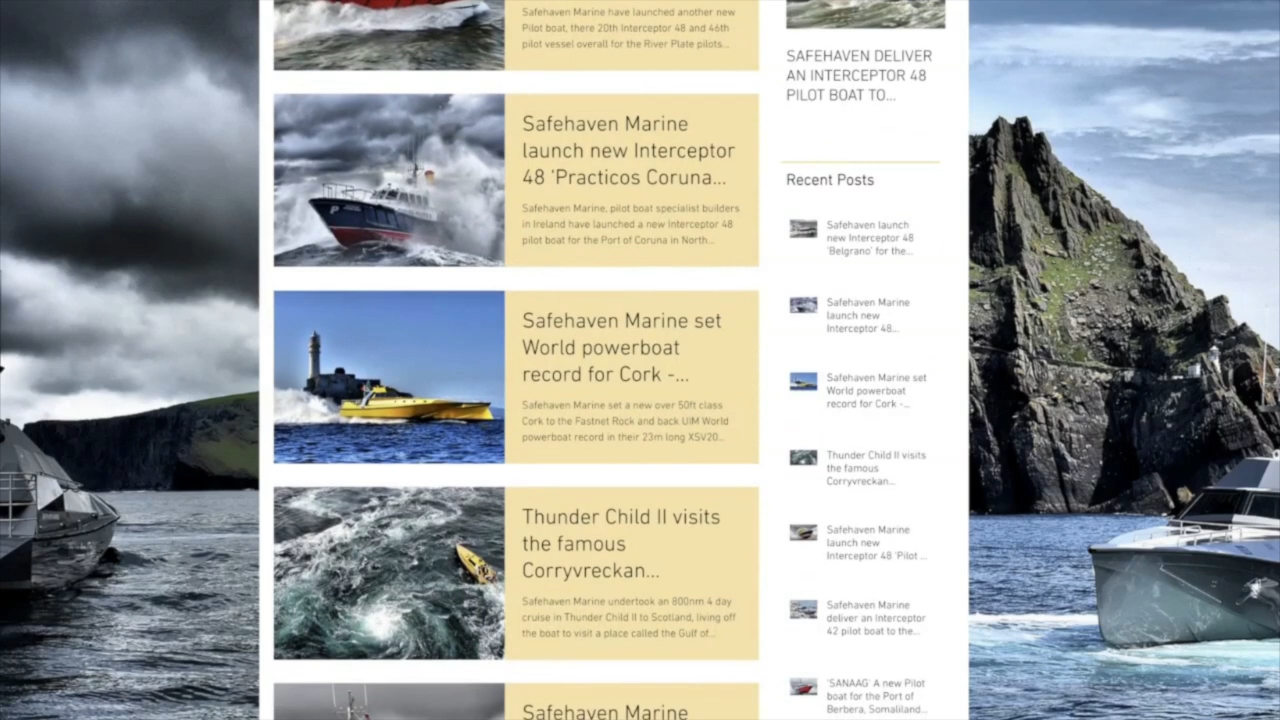 Safehaven Marine have launched another new
Pilot boat, there 20th Interceptor 48 and 46th
pilot vessel overall for the River Plate pilots...
Safehaven Marine
launch new Interceptor
48 'Practicos Coruna...
Safehaven Marine, pilot boat specialist builders
in Ireland have launched a new Interceptor 48
pilot boat for the Port of Coruna in North...
Safehaven Marine set
World powerboat
record for Cork -...
Safehaven Marine set a new over 50ft class
Cork to the Fastnet Rock and back UIM World
powerboat record in their 23m long XSV20...
Thunder Child II visits
the famous
Corryvreckan...
Safehaven Marine undertook an 800nm 4 day
cruise in Thunder Child II to Scotland, living off
the boat to visit a place called the Gulf of...
Safehaven Marine
SAFEHAVEN DELIVER
AN INTERCEPTOR 48
PILOT BOAT TO...
Recent Posts
Safehaven launch
new Interceptor 48
'Belgrano' for the...
Safehaven Marine
launch new
Interceptor 48...
Safehaven Marine set
World powerboat
record for Cork -...
Thunder Child II visits
the famous
Corryvreckan...
Safehaven Marine
launch new
Interceptor 48 'Pilot ...
Safehaven Marine
deliver an Interceptor
42 pilot boat to the...
'SANAAG' A new Pilot
boat for the Port of
Berbera, Somaliland...